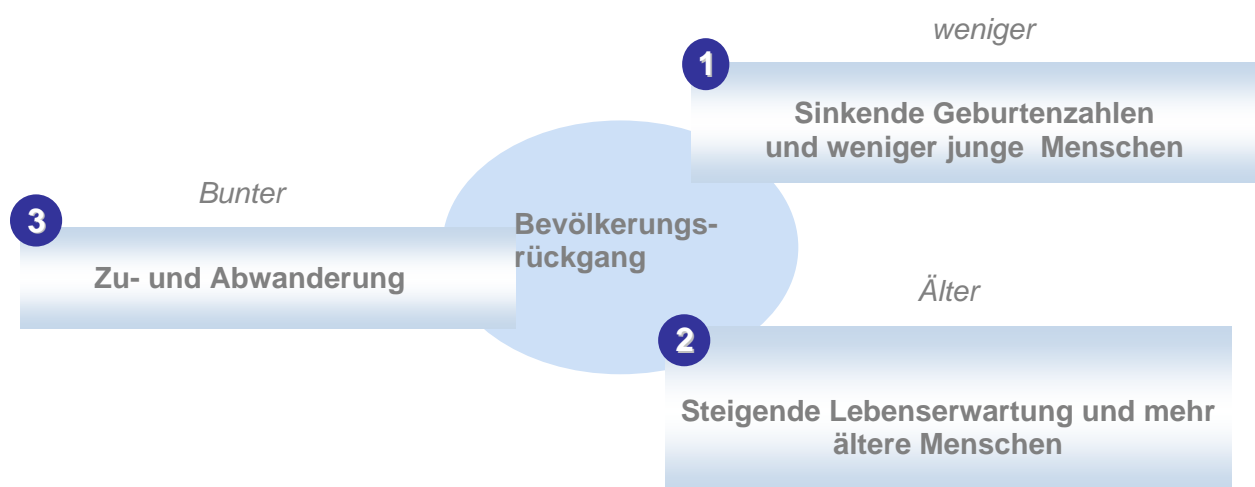 weniger
1
Sinkende Geburtenzahlen
und weniger junge Menschen
Bunter
3
Zu- und Abwanderung
Bevölkerungs-
rückgang
Älter
2
Steigende Lebenserwartung und mehr
ältere Menschen